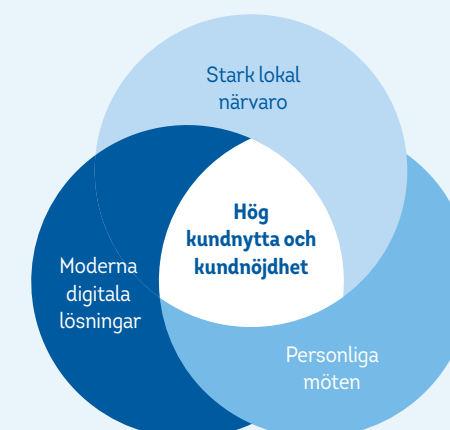 Stark lokal
närvaro
Hög
kundnytta och
kundnöjdhet
Moderna
digitala
lösningar
Personliga
möten